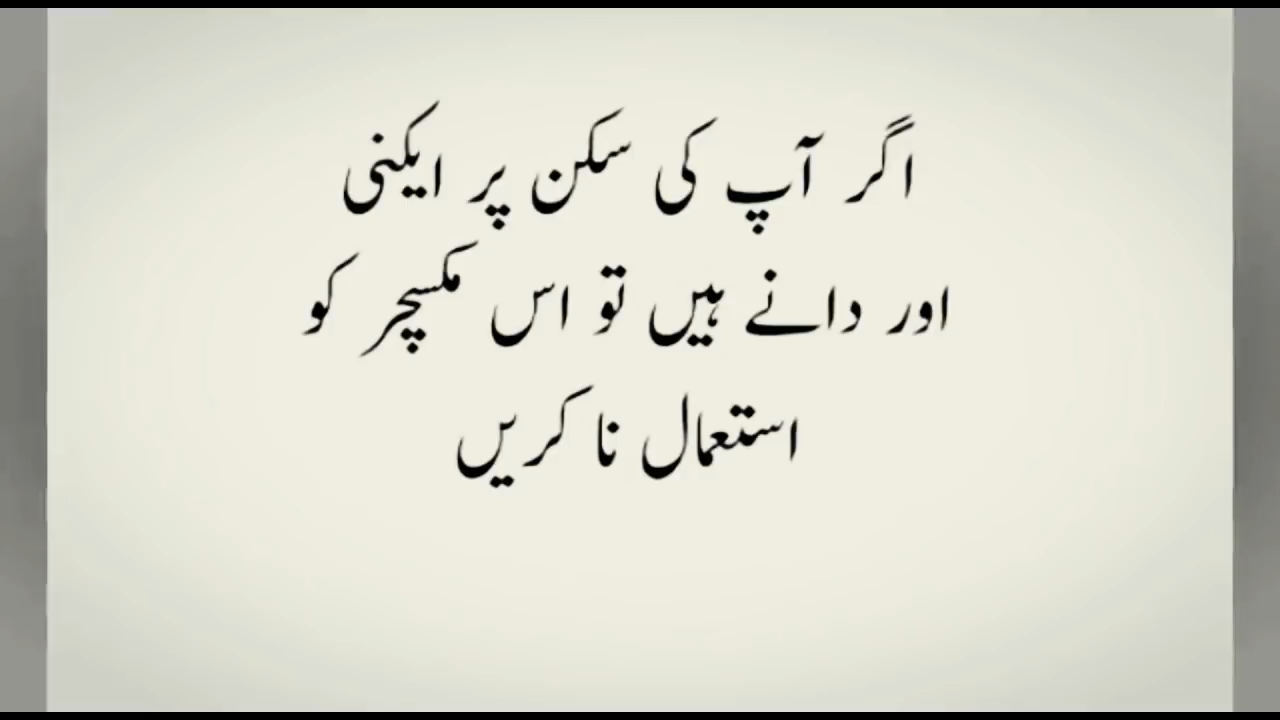 اگر آپ کی سکن پر ایکنی
اور دانے ہیں تو اس مکسچر کو
استعمال نا کریں